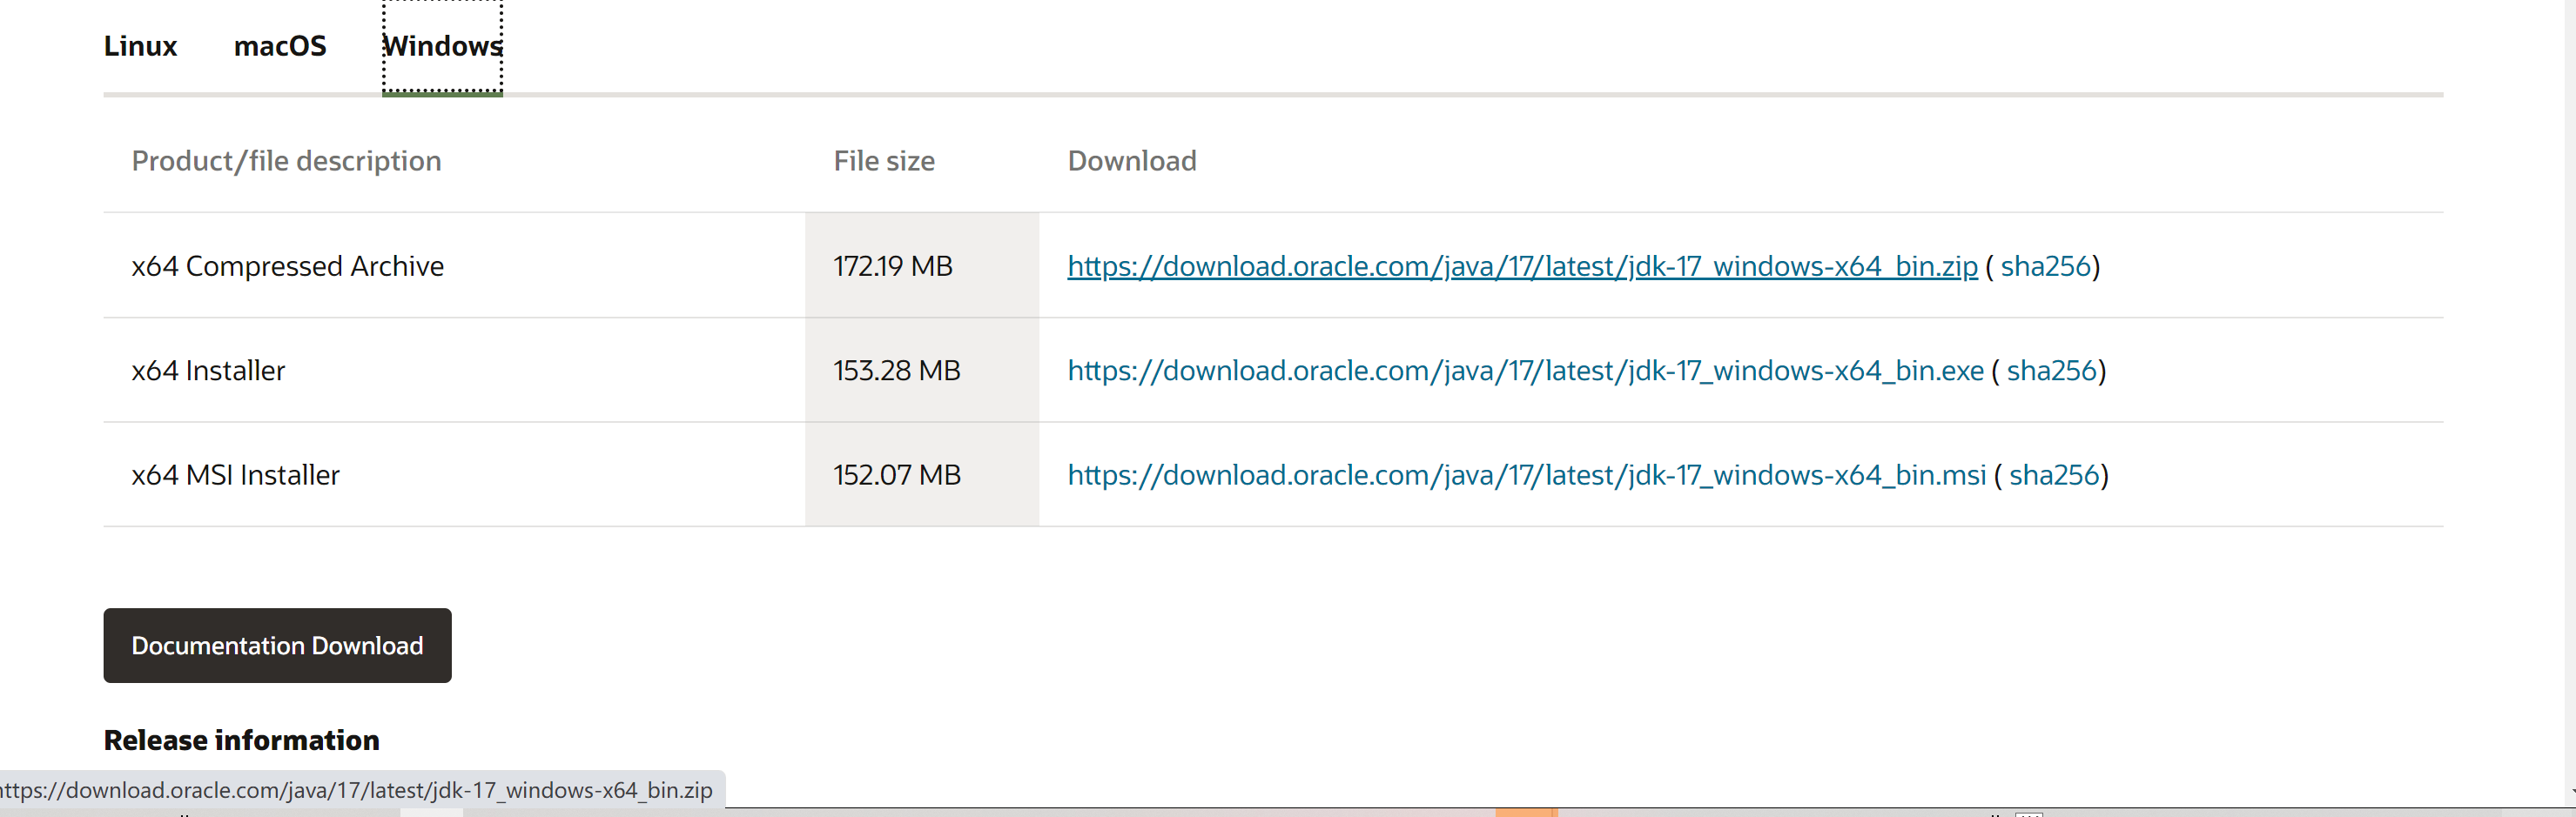 Linux macOS Windows
Product/file description File size Download
x64 Compressed Archive 172.19 MB https://download.oracle.com/java/17/latest/jdk-17_windows-x64_bin.zip ( sha256)
x64 Installer 153.28 MB https://download.oracle.com/java/17/latest/jdk-17_windows-x64_bin.exe ( sha256)
x64 MSI Installer 152.07 MB https://download.oracle.com/java/17/latest/jdk-17_windows-x64_bin.msi ( sha256)
Documentation Download
Release information
ttps://download.oracle.com/java/17/latest/jdk-17_windows-x64_bin.zip